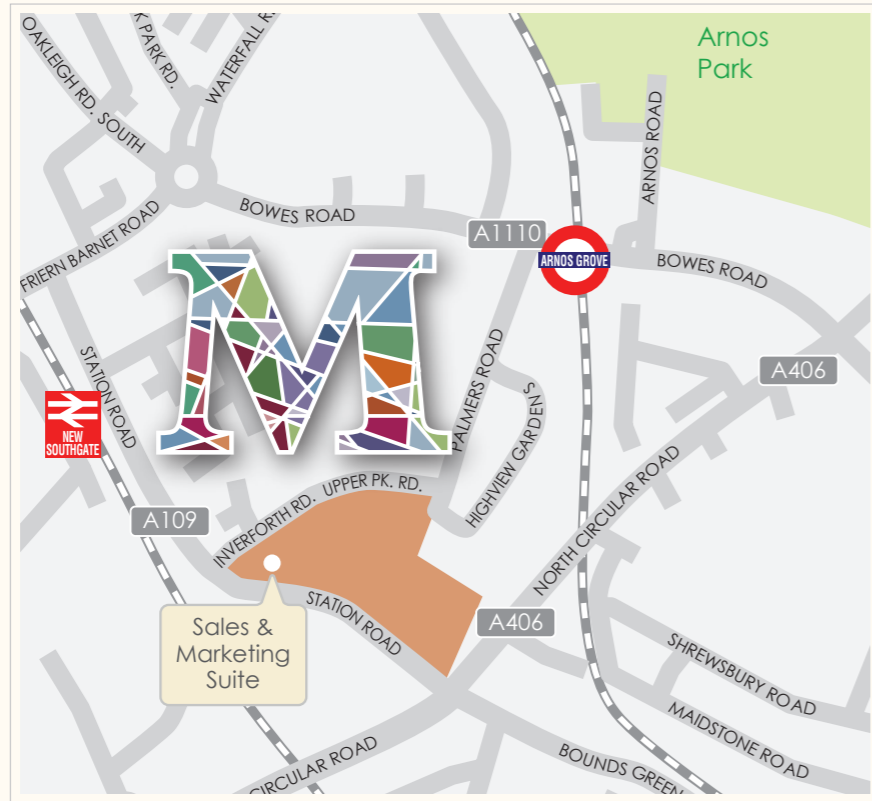 OAKLEIGH RD. SOUTH
K PARK RD.
WATERFALL R
Arnos
Park
ARNOS ROAD
BOWES ROAD
A1110
ARNOS GROVE
BOWES ROAD
FRIERN BARNET ROAD
M
STATION ROAD
PALMERS ROAD
A406
NEW
SOUTHGATE
HIGHVIEW GARDENS
A109
INVERFORTH RD.
UPPER PK. RD.
NORTH CIRCULAR ROAD
Sales &
Marketing
Suite
STATION ROAD
A406
SHREWSBURY ROAD
MAIDSTONE ROAD
CIRCULAR ROAD
BOUNDS GREEN